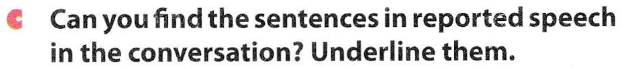 C Can you find the sentences in reported speech
in the conversation? Underline them.